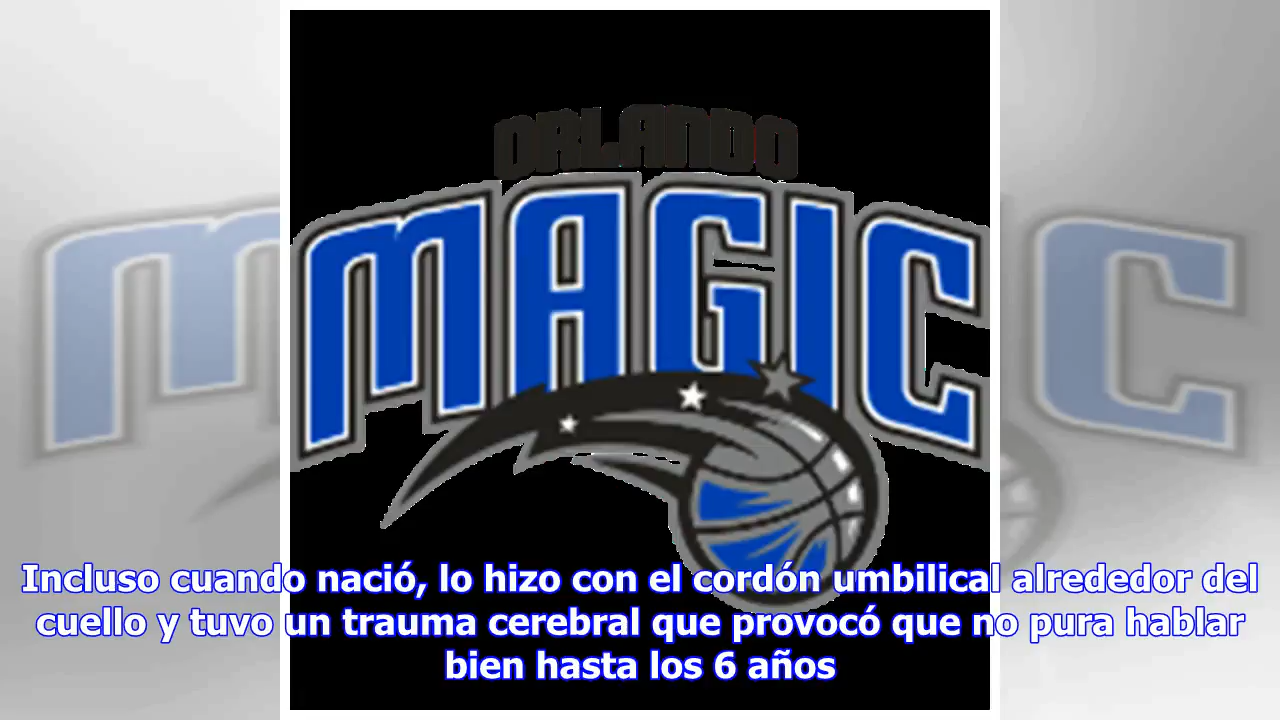 ORLANDO
MAGIC
Incluso cuando nació, lo hizo con el cordón umbilical alrededor del
cuello y tuvo un trauma cerebral que provocó que no pura hablar
bien hasta los 6 años